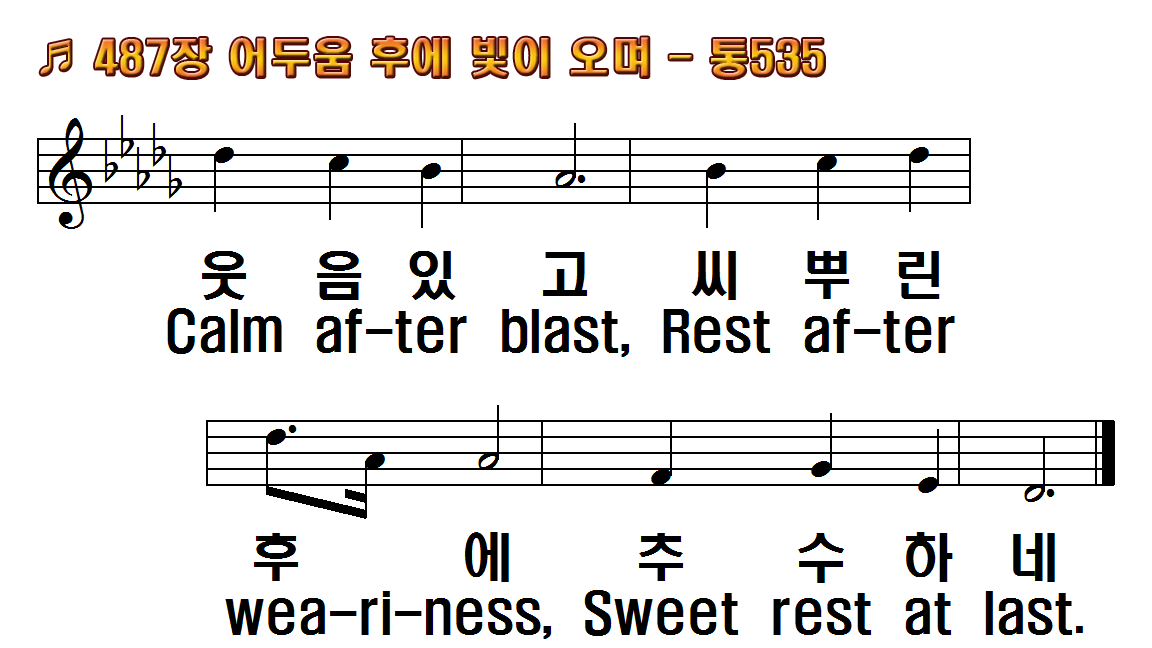 ♬ 487장 어두움 후에 빛이 오며 - 통535
웃 음 있 고 씨 뿌 린
Calm af-ter blast, Rest af-ter
후 에 추 수 하 네
wea-ri-ness, Sweet rest at last.